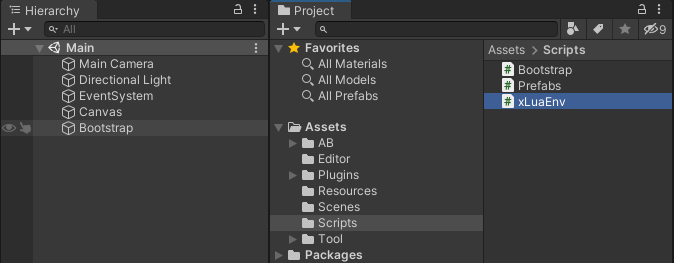 Hierarchy
All
Main
Main Camera
Directional Light
EventSystem
Canvas
Bootstrap
Project
9
Favorites
All Materials
All Models
All Prefabs
Assets
AB
Editor
Plugins
Resources
Scenes
Scripts
Tool
Packages
Assets > Scripts
# Bootstrap
# Prefabs
# xLuaEnv